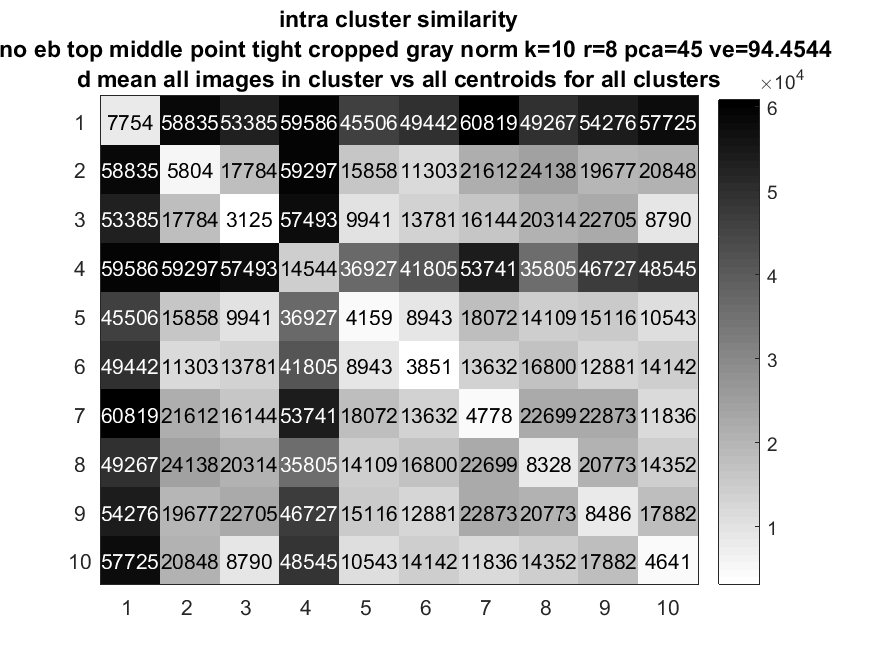 intra cluster similarity
no eb top middle point tight cropped gray norm k=10 r=8 pca=45 ve=94.4544
d mean all images in cluster vs all centroids for all clusters
×10^4
1 7754 58835 53385 59586 45506 49442 60819 49267 54276 57725
2 58835 5804 17784 59297 15858 11303 21612 24138 19677 20848
3 53385 17784 3125 57493 9941 13781 16144 20314 22705 8790
4 59586 59297 57493 14544 36927 41805 53741 35805 46727 48545
5 45506 15858 9941 36927 4159 8943 18072 14109 15116 10543
6 49442 11303 13781 41805 8943 3851 13632 16800 12881 14142
7 60819 21612 16144 53741 18072 13632 4778 22699 22873 11836
8 49267 24138 20314 35805 14109 16800 22699 8328 20773 14352
9 54276 19677 22705 46727 15116 12881 22873 20773 8486 17882
10 57725 20848 8790 48545 10543 14142 11836 14352 17882 4641
1 2 3 4 5 6 7 8 9 10
6
5
4
3
2
1